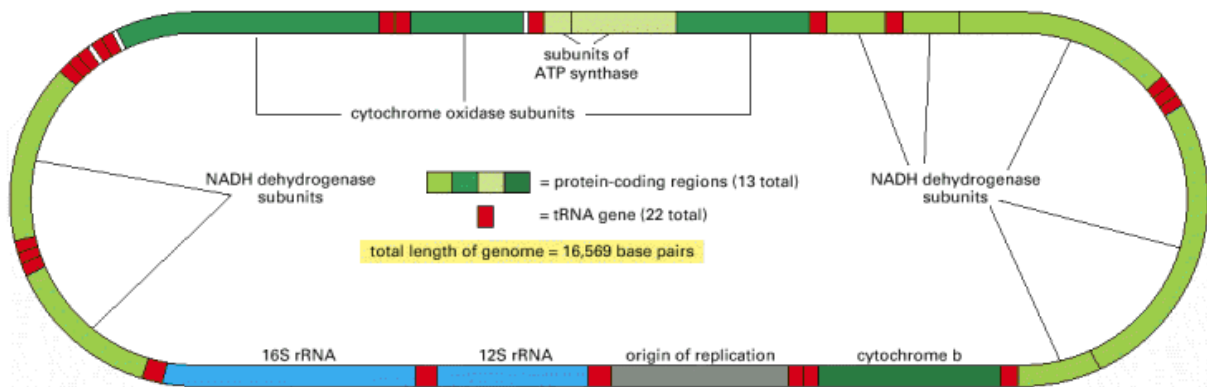 subunits of
ATP synthase
cytochrome oxidase subunits
NADH dehydrogenase
subunits
= protein-coding regions (13 total)
= tRNA gene (22 total)
total length of genome = 16,569 base pairs
NADH dehydrogenase
subunits
16S rRNA
12S rRNA
origin of replication
cytochrome b